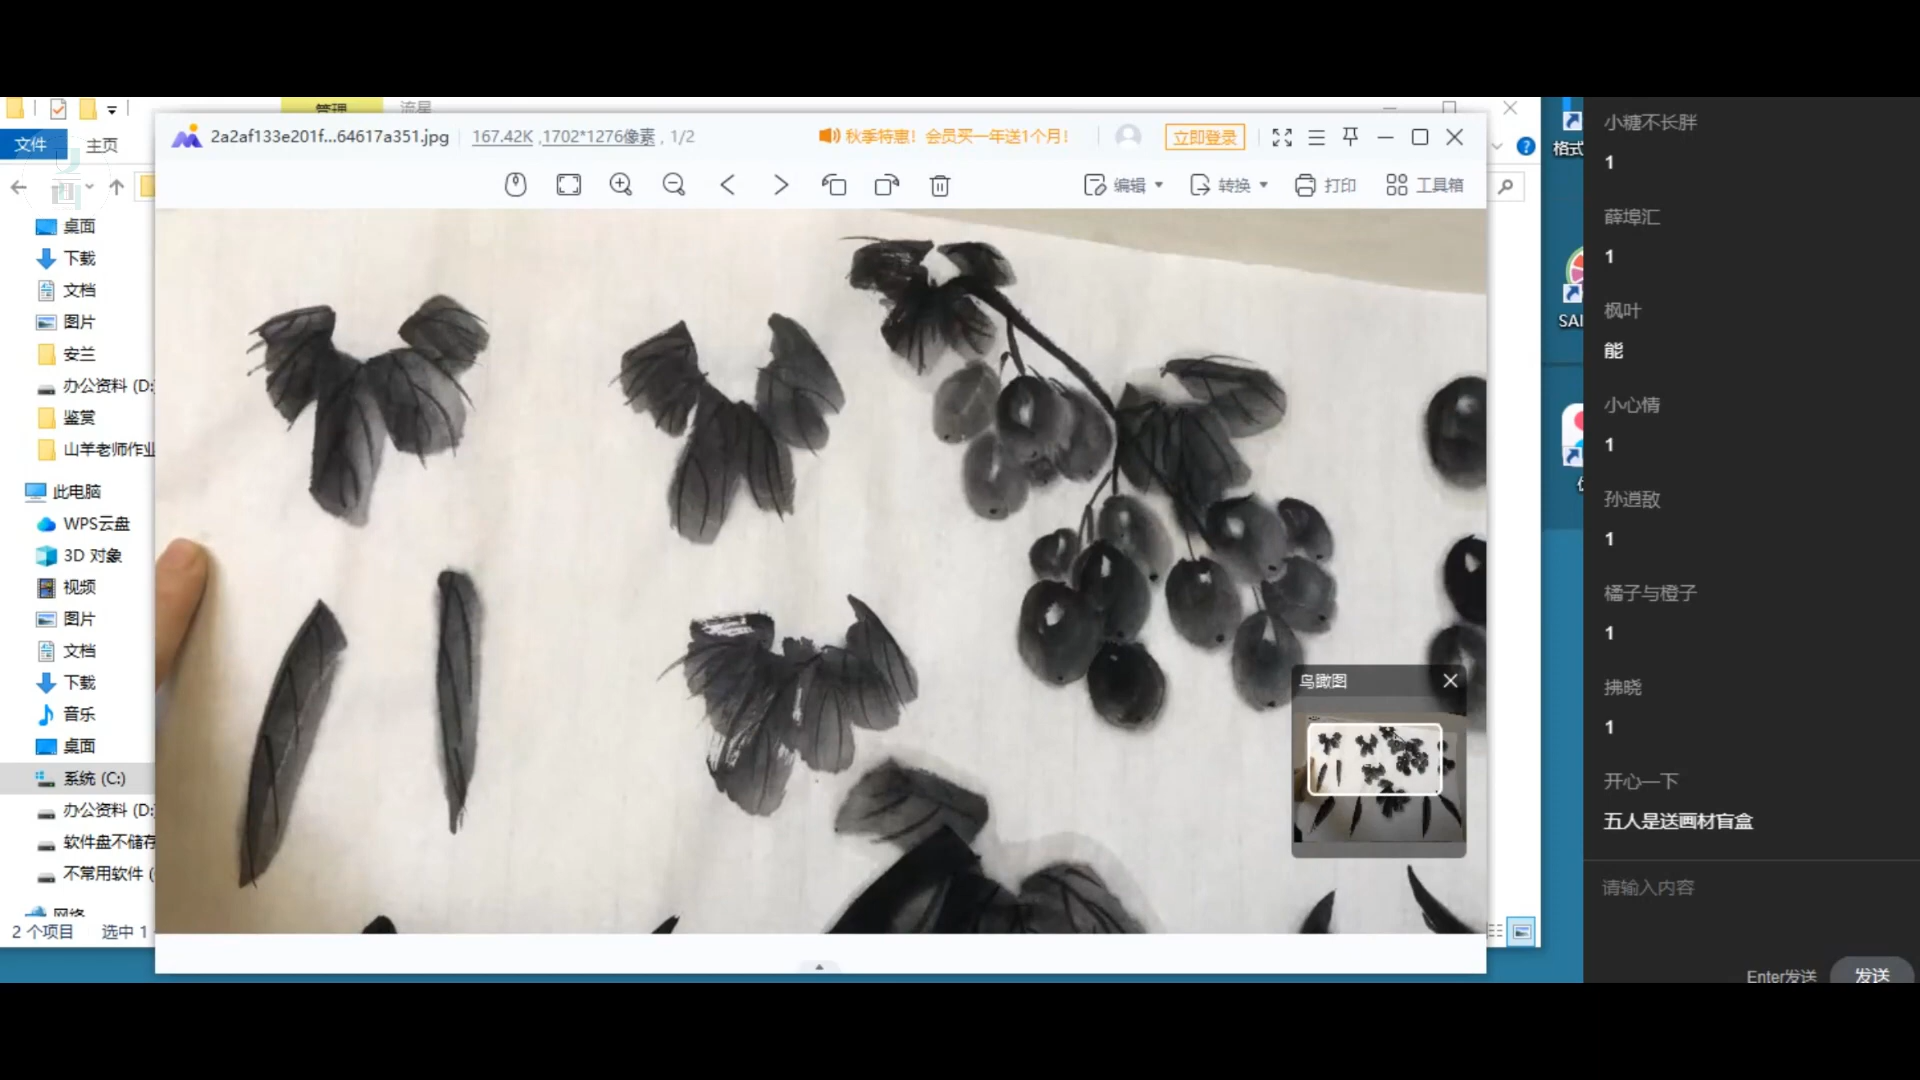 管理
流星
文件
主页
2a2af133e201f...64617a351.jpg
167.42K ,1702*1276像素 , 1/2
秋季特惠！会员买一年送1个月！
立即登录
编辑
转换
打印
工具箱
桌面
下载
文档
图片
安兰
办公资料 (D:)
鉴赏
山羊老师作业
此电脑
WPS云盘
3D 对象
视频
图片
文档
下载
音乐
桌面
系统 (C:)
办公资料 (D:)
软件盘不储存
不常用软件 (
网络
2 个项目
选中 1
鸟瞰图
格式
SAI
小糖不长胖
1
薛埠汇
1
枫叶
能
小心情
1
孙逍敔
1
橘子与橙子
1
拂晓
1
开心一下
五人是送画材盲盒
请输入内容
Enter发送
发送